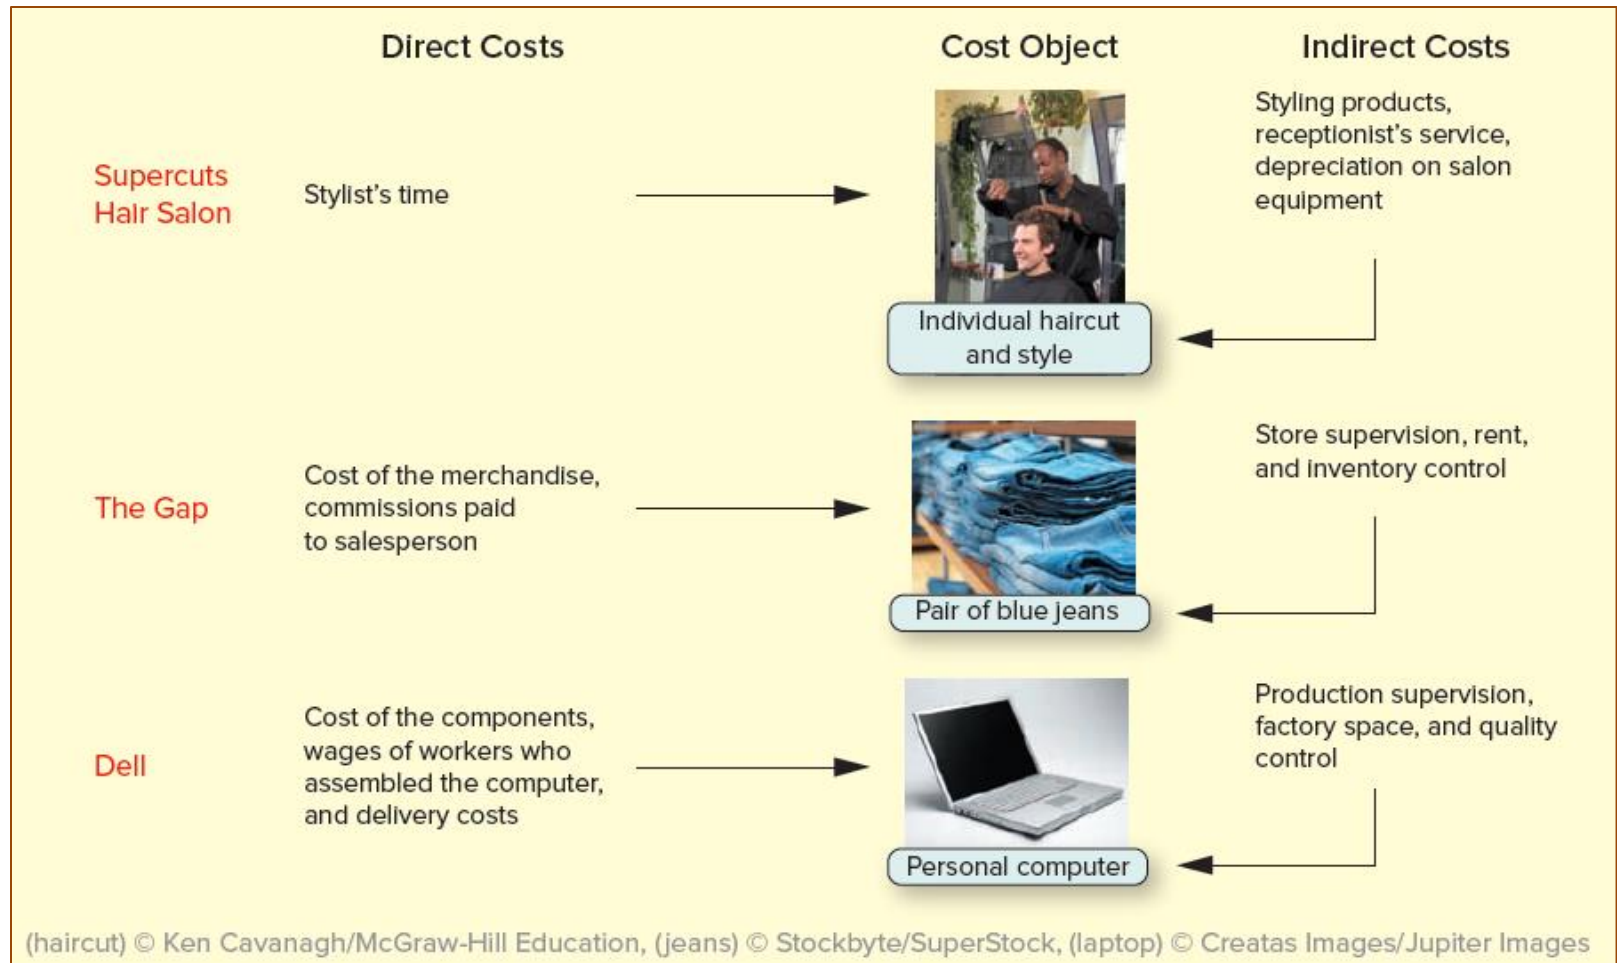 Direct Costs
Cost Object
Indirect Costs
Supercuts
Hair Salon
Stylist's time
Individual haircut
and style
Styling products,
receptionist's service,
depreciation on salon
equipment
The Gap
Cost of the merchandise,
commissions paid
to salesperson
Pair of blue jeans
Store supervision, rent,
and inventory control
Dell
Cost of the components,
wages of workers who
assembled the computer,
and delivery costs
Personal computer
Production supervision,
factory space, and quality
control
(haircut) © Ken Cavanagh/McGraw-Hill Education, (jeans) © Stockbyte/SuperStock, (laptop) © Creatas Images/Jupiter Images